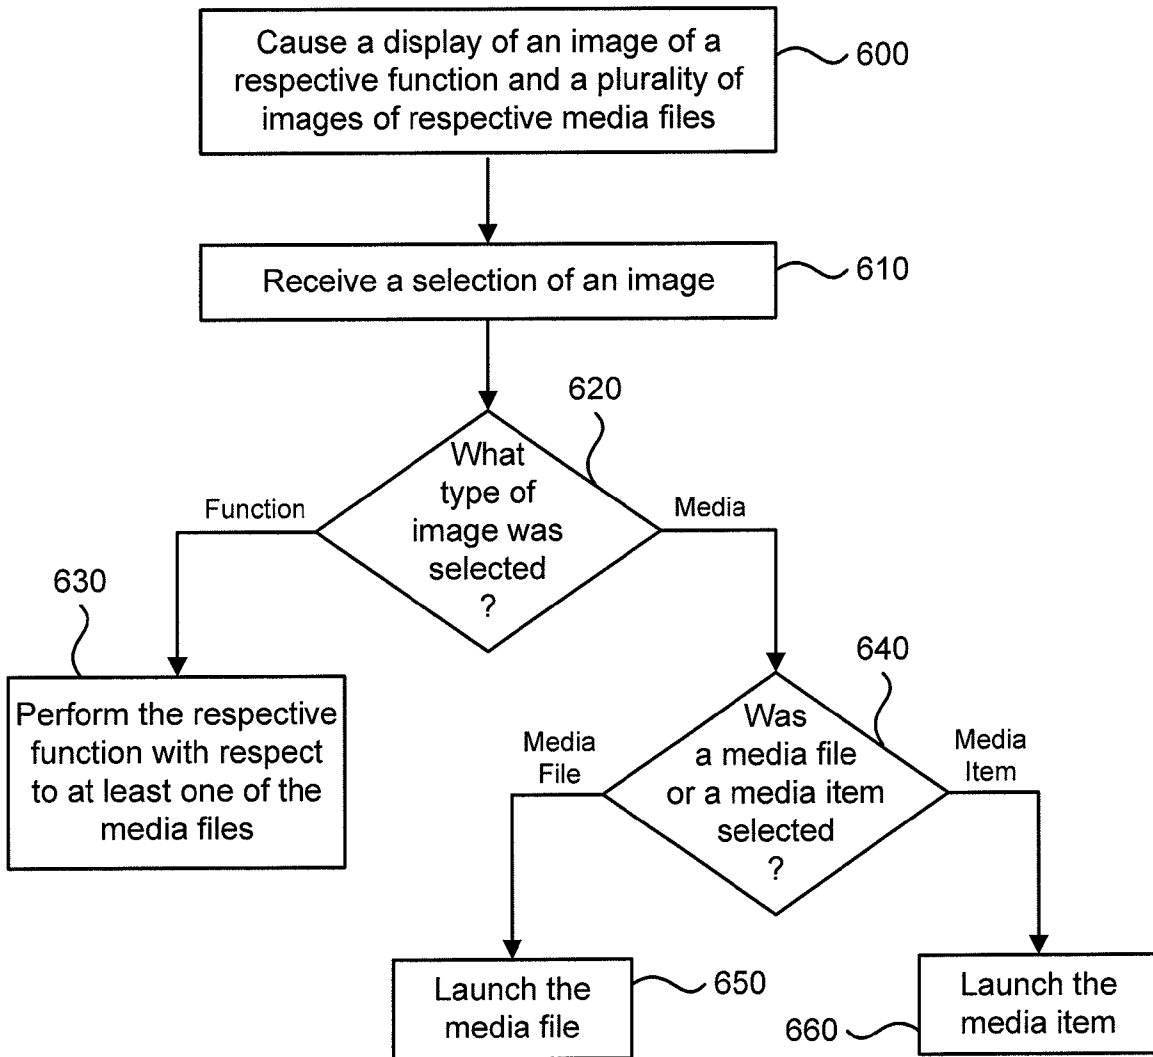 Cause a display of an image of a
respective function and a plurality of
images of respective media files
600
Receive a selection of an image
610
620
What
type of
image was
selected
?
Function
Media
630
Perform the respective
function with respect
to at least one of the
media files
640
Was
a media file
or a media item
selected
?
Media
File
Media
Item
Launch the
media file
650
Launch the
media item
660